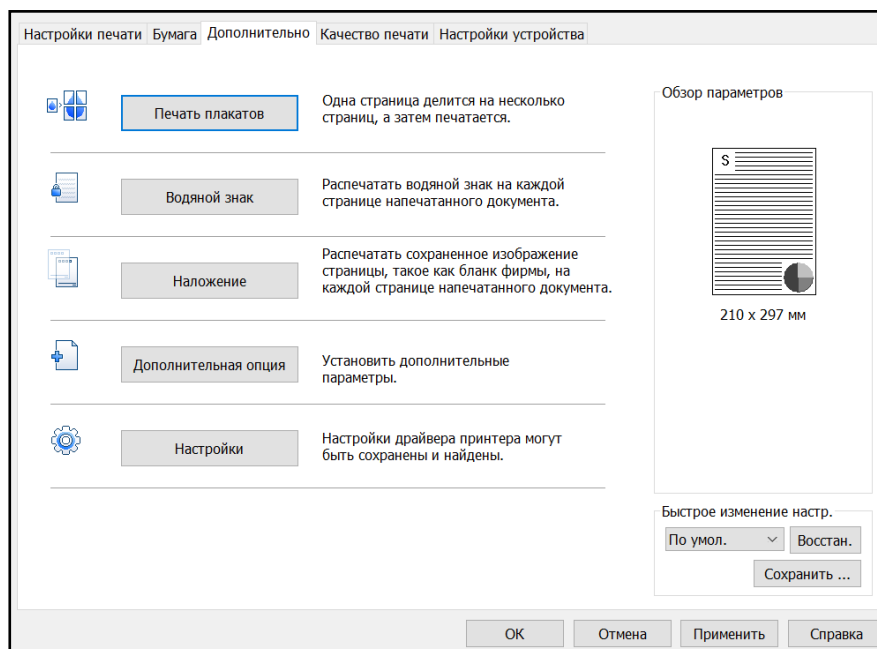 Настройки печати Бумага Дополнительно Качество печати Настройки устройства
Печать плакатов
Одна страница делится на несколько
страниц, а затем печатается.
Водяной знак
Распечатать водяной знак на каждой
странице напечатанного документа.
Наложение
Распечатать сохраненное изображение
страницы, такое как бланк фирмы, на
каждой странице напечатанного документа.
Дополнительная опция
Установить дополнительные
параметры.
Настройки
Настройки драйвера принтера могут
быть сохранены и найдены.
Обзор параметров
S
210 x 297 мм
Быстрое изменение настр.
По умол. Восстан.
Сохранить ...
ОК Отмена Применить Справка